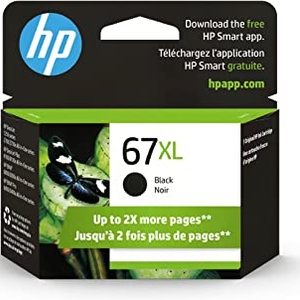 hp
Download the free
HP Smart app.
Téléchargez l'application
HP Smart gratuite.
hpapp.com
67XL
Black
Noir
Up to 2X more pages**
Jusqu'à 2 fois plus de pages**